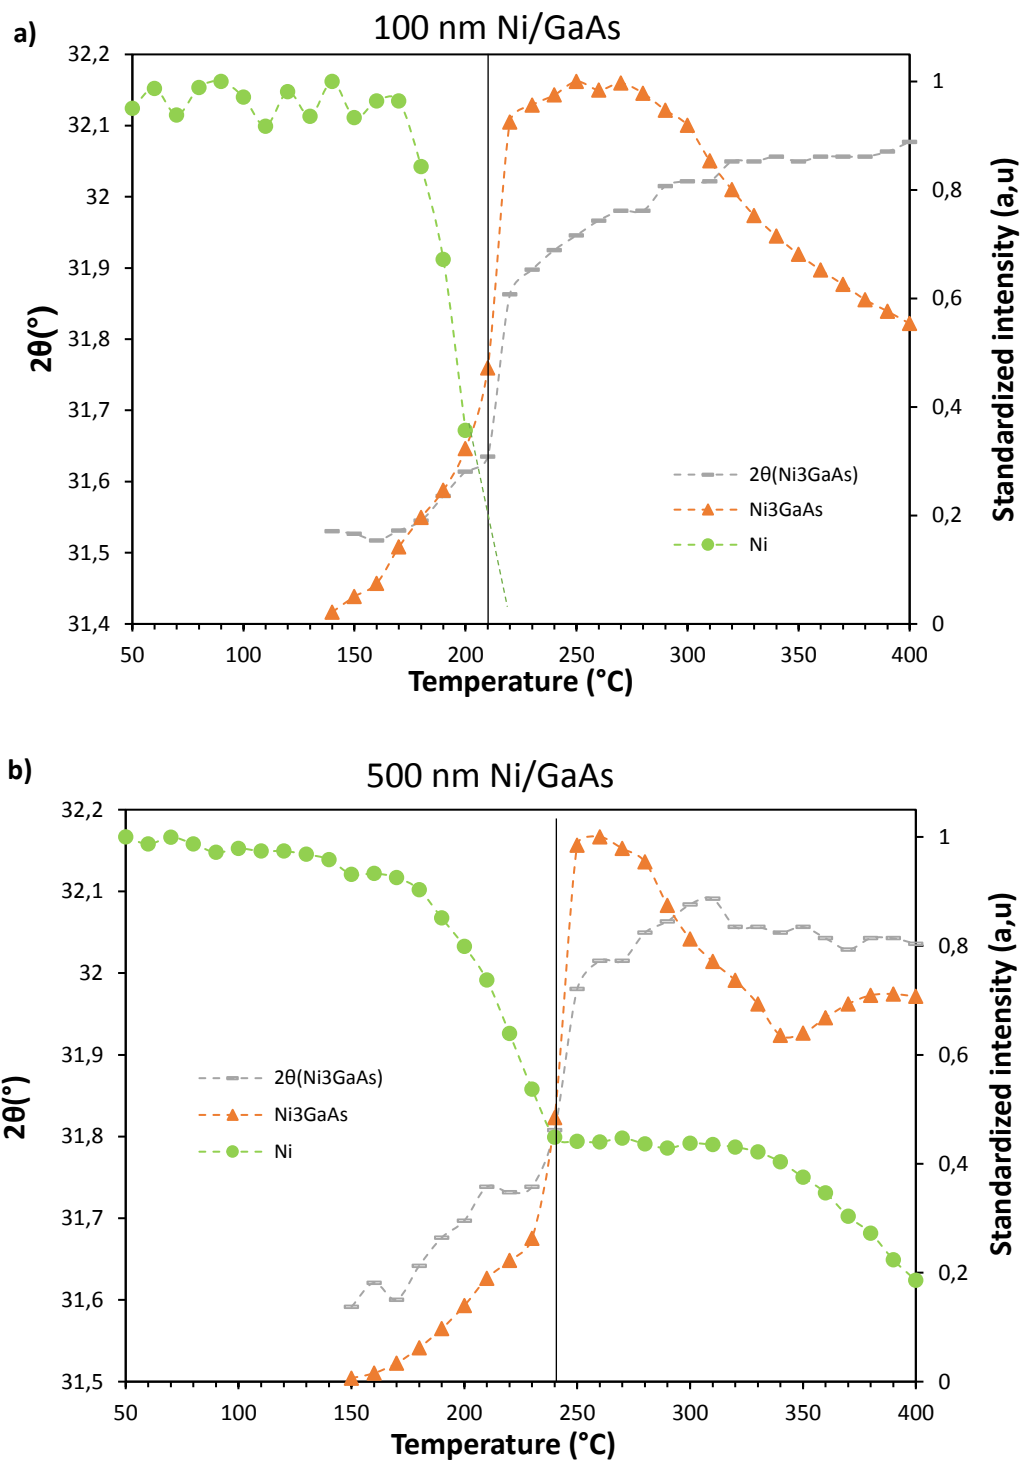 a)
100 nm Ni/GaAs
32,2
32,1
32
31,9
31,8
31,7
31,6
31,5
31,4
2θ(°)
1
0,8
0,6
0,4
0,2
0
Standardized intensity (a,u)
2θ(Ni3GaAs)
Ni3GaAs
Ni
50 100 150 200 250 300 350 400
Temperature (°C)
b)
500 nm Ni/GaAs
32,2
32,1
32
31,9
31,8
31,7
31,6
31,5
2θ(°)
1
0,8
0,6
0,4
0,2
0
Standardized intensity (a,u)
2θ(Ni3GaAs)
Ni3GaAs
Ni
50 100 150 200 250 300 350 400
Temperature (°C)